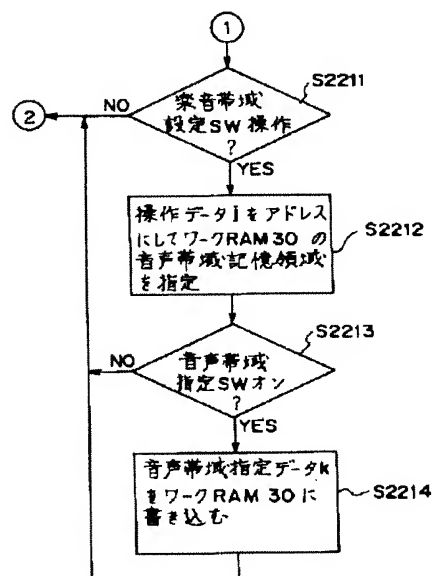 1
S2211
2
NO
楽音帯域
設定SW操作
?
YES
操作データjをアドレス
にしてワークRAM30の
音声帯域記憶領域
を指定
S2212
S2213
NO
音声帯域
指定SWオン
?
YES
音声帯域指定データk
をワークRAM30に
書き込む
S2214